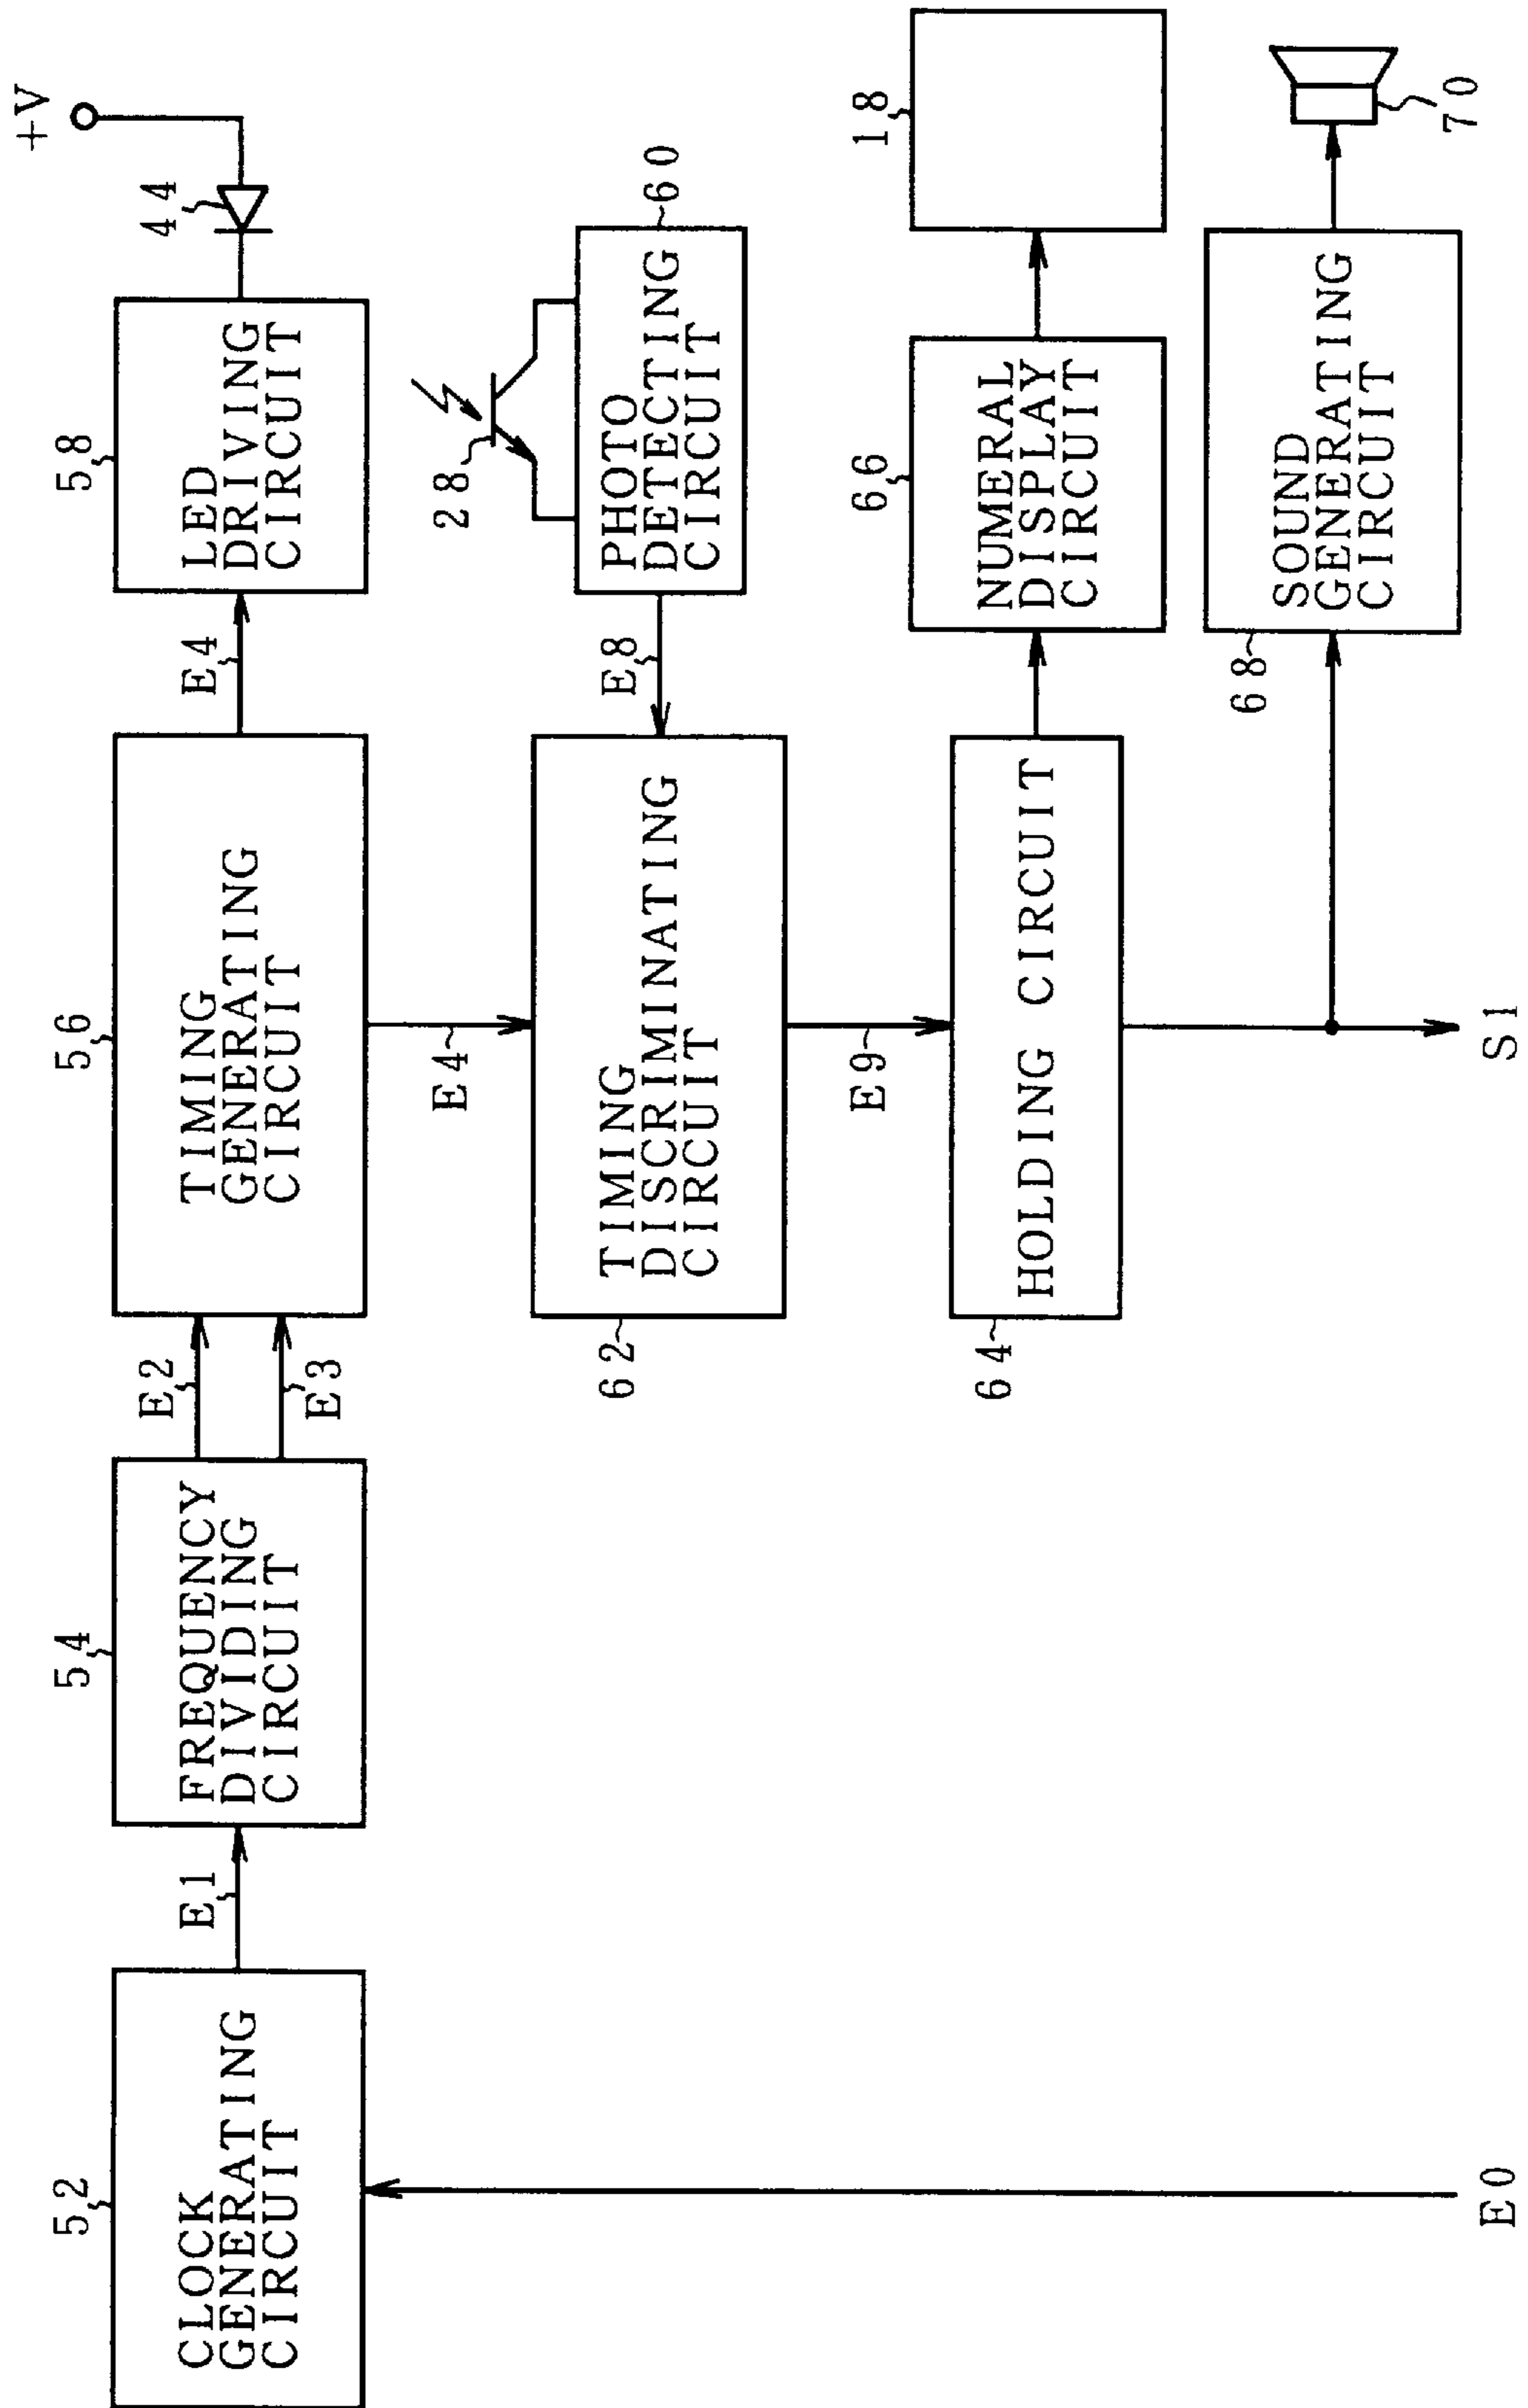 52
CLOCK
GENERATING
CIRCUIT
E0
E1
54
FREQUENCY
DIVIDING
CIRCUIT
E2
E3
56
TIMING
GENERATING
CIRCUIT
E4
58
LED
DRIVING
CIRCUIT
44
+V
E4
62
TIMING
DISCRIMINATING
CIRCUIT
E8
28
PHOTO
DETECTING
CIRCUIT
60
E9
64
HOLDING CIRCUIT
66
NUMERAL
DISPLAY
CIRCUIT
18
68
SOUND
GENERATING
CIRCUIT
70
S1